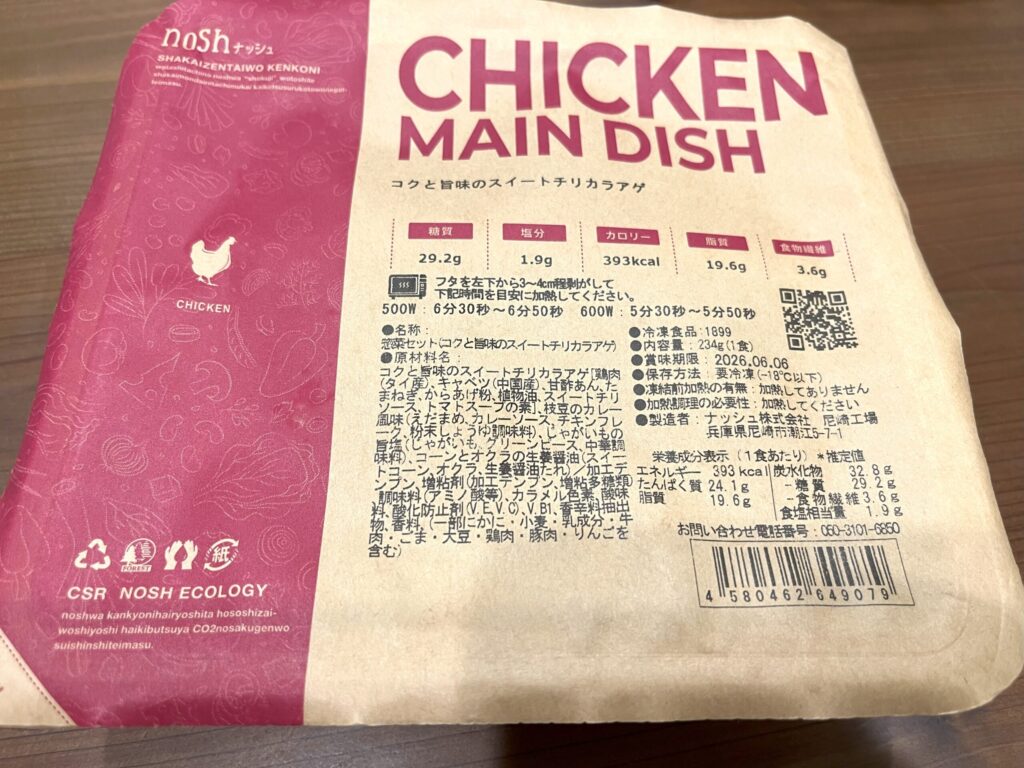 nosh ナッシュ
SHAKAIZENTAIWO KENKONI
watashitachino noshwa "shokuji" wotoshite
CHICKEN
MAIN DISH
コクと旨味のスイートチリカラアゲ
糖質 塩分 カロリー 脂質 食物繊維
29.2g 1.9g 393kcal 19.6g 3.6g
フタを左下から3〜4cm程剥がして
下記時間を目安に加熱してください。
500W：6分30秒〜6分50秒 600W：5分30秒〜5分50秒
●名称：
惣菜セット(コクと旨味のスイートチリカラアゲ)
●原材料名：
コクと旨味のスイートチリカラアゲ[鶏肉
(タイ産)、キャベツ(中国産)、甘酢あん、た
まねぎ、からあげ粉、植物油、スイートチリ
ソース、トマトスープの素]、枝豆のカレー
風味(えだまめ、カレーソース、チキンフレ
ーク、粉末しょうゆ調味料)、じゃがいもの
旨塩(じゃがいも、グリーンピース、中華調
味料)、コーンとオクラの生姜醤油(スイー
トコーン、オクラ、生姜醤油たれ)／加工デ
ンプン、増粘剤(加工デンプン、増粘多糖類)、
調味料(アミノ酸等)、カラメル色素、酸味
料、酸化防止剤(V.E、V.C)、V.B1、香辛料抽出
物、香料、(一部にかに・小麦・乳成分・牛
肉・ごま・大豆・鶏肉・豚肉・りんごを
含む)
●冷凍食品：1899
●内容量：234g(1食)
●賞味期限：2026.06.06
●保存方法：要冷凍(-18℃以下)
●凍結前加熱の有無：加熱してありません
●加熱調理の必要性：加熱してください
●製造者：ナッシュ株式会社 尼崎工場
兵庫県尼崎市潮江5-7-1
栄養成分表示(1食あたり)＊推定値
エネルギー 393kcal 炭水化物 32.8g
たんぱく質 24.1g -糖質 29.2g
脂質 19.6g -食物繊維 3.6g
食塩相当量 1.9g
お問い合わせ電話番号：050-3101-6850
4 580462 649079
CHICKEN
FOREST
紙
CSR NOSH ECOLOGY
noshwa kankyonihairyoshita hososhizai-
woshiyoshi haikibutsuya CO2nosakugenwo
suishinshiteimasu.